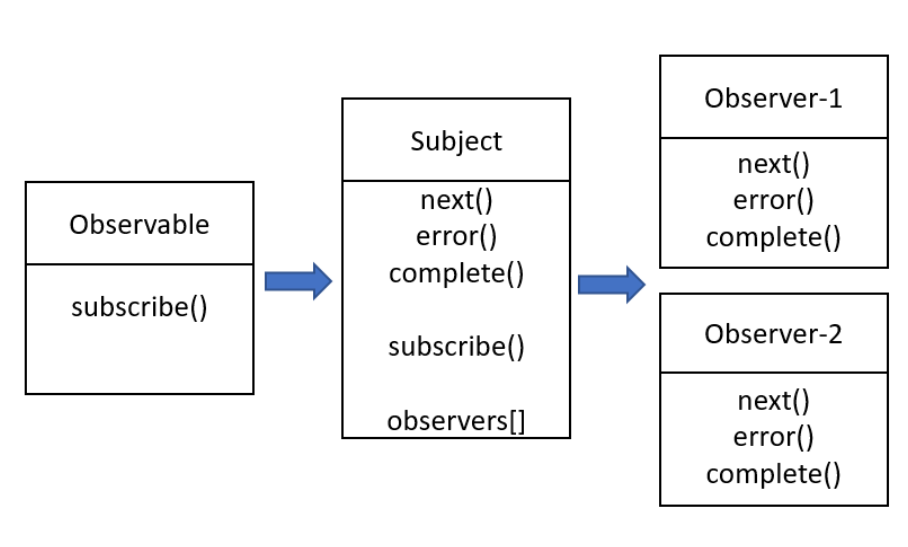 Observable
subscribe()
Subject
next()
error()
complete()
subscribe()
observers[]
Observer-1
next()
error()
complete()
Observer-2
next()
error()
complete()